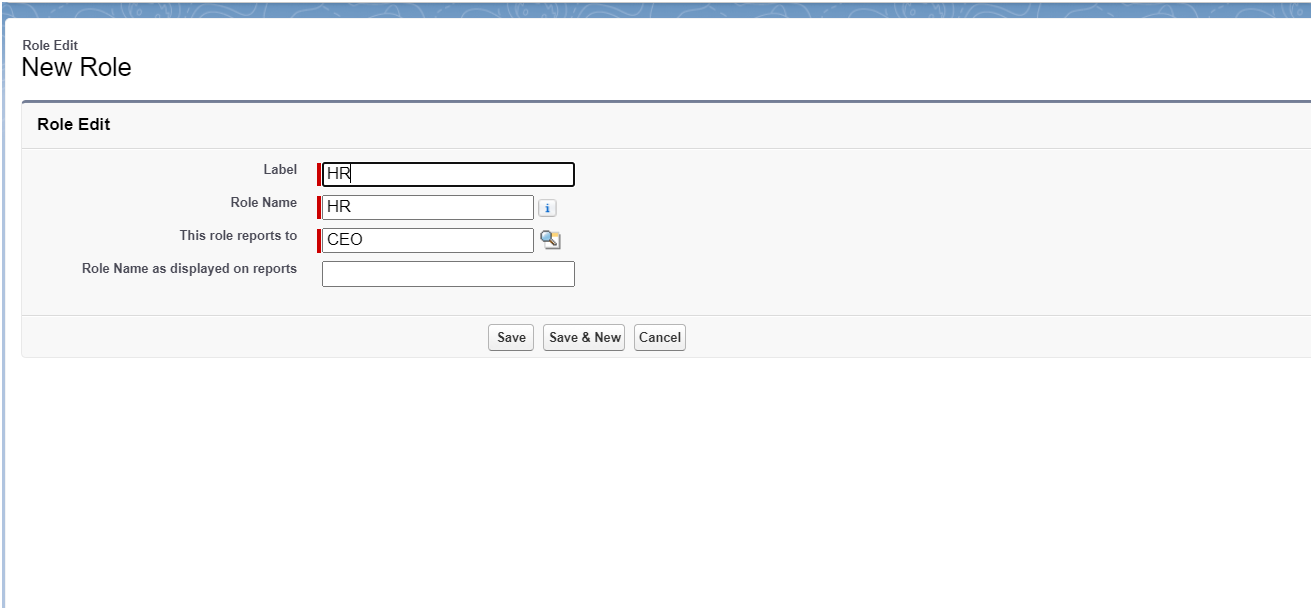 Role Edit
New Role
Role Edit
Label
HR
Role Name
HR
i
This role reports to
CEO
Role Name as displayed on reports
Save
Save & New
Cancel